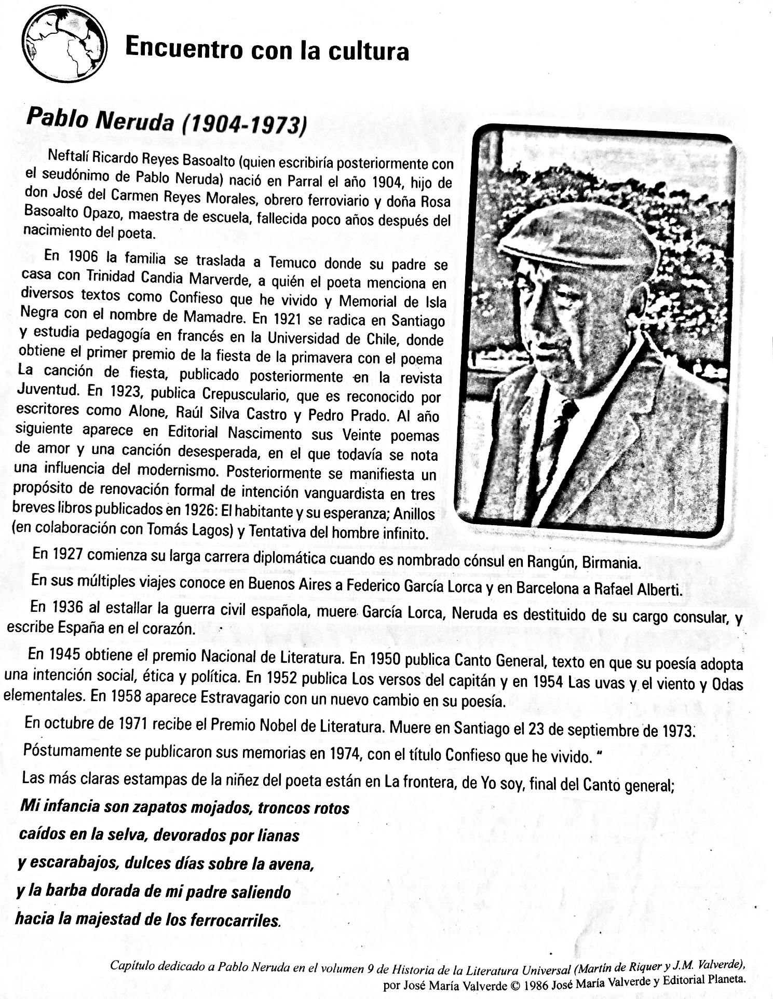 Encuentro con la cultura
Pablo Neruda (1904-1973)
Neftalí Ricardo Reyes Basoalto (quien escribiría posteriormente con
el seudónimo de Pablo Neruda) nació en Parral el año 1904, hijo de
don José del Carmen Reyes Morales, obrero ferroviario y doña Rosa
Basoalto Opazo, maestra de escuela, fallecida poco años después del
nacimiento del poeta.
En 1906 la familia se traslada a Temuco donde su padre se
casa con Trinidad Candia Marverde, a quién el poeta menciona en
diversos textos como Confieso que he vivido y Memorial de Isla
Negra con el nombre de Mamadre. En 1921 se radica en Santiago
y estudia pedagogía en francés en la Universidad de Chile, donde
obtiene el primer premio de la fiesta de la primavera con el poema
La canción de fiesta, publicado posteriormente en la revista
Juventud. En 1923, publica Crepusculario, que es reconocido por
escritores como Alone, Raúl Silva Castro y Pedro Prado. Al año
siguiente aparece en Editorial Nascimento sus Veinte poemas
de amor y una canción desesperada, en el que todavía se nota
una influencia del modernismo. Posteriormente se manifiesta un
propósito de renovación formal de intención vanguardista en tres
breves libros publicados en 1926: El habitante y su esperanza; Anillos
(en colaboración con Tomás Lagos) y Tentativa del hombre infinito.
En 1927 comienza su larga carrera diplomática cuando es nombrado cónsul en Rangún, Birmania.
En sus múltiples viajes conoce en Buenos Aires a Federico García Lorca y en Barcelona a Rafael Alberti.
En 1936 al estallar la guerra civil española, muere García Lorca, Neruda es destituido de su cargo consular, y
escribe España en el corazón.
En 1945 obtiene el premio Nacional de Literatura. En 1950 publica Canto General, texto en que su poesía adopta
una intención social, ética y política. En 1952 publica Los versos del capitán y en 1954 Las uvas y el viento y Odas
elementales. En 1958 aparece Estravagario con un nuevo cambio en su poesía.
En octubre de 1971 recibe el Premio Nobel de Literatura. Muere en Santiago el 23 de septiembre de 1973.
Póstumamente se publicaron sus memorias en 1974, con el título Confieso que he vivido. “
Las más claras estampas de la niñez del poeta están en La frontera, de Yo soy, final del Canto general;
Mi infancia son zapatos mojados, troncos rotos
caídos en la selva, devorados por lianas
y escarabajos, dulces días sobre la avena,
y la barba dorada de mi padre saliendo
hacia la majestad de los ferrocarriles.
Capítulo dedicado a Pablo Neruda en el volumen 9 de Historia de la Literatura Universal (Martín de Riquer y J.M. Valverde),
por José María Valverde © 1986 José María Valverde y Editorial Planeta.